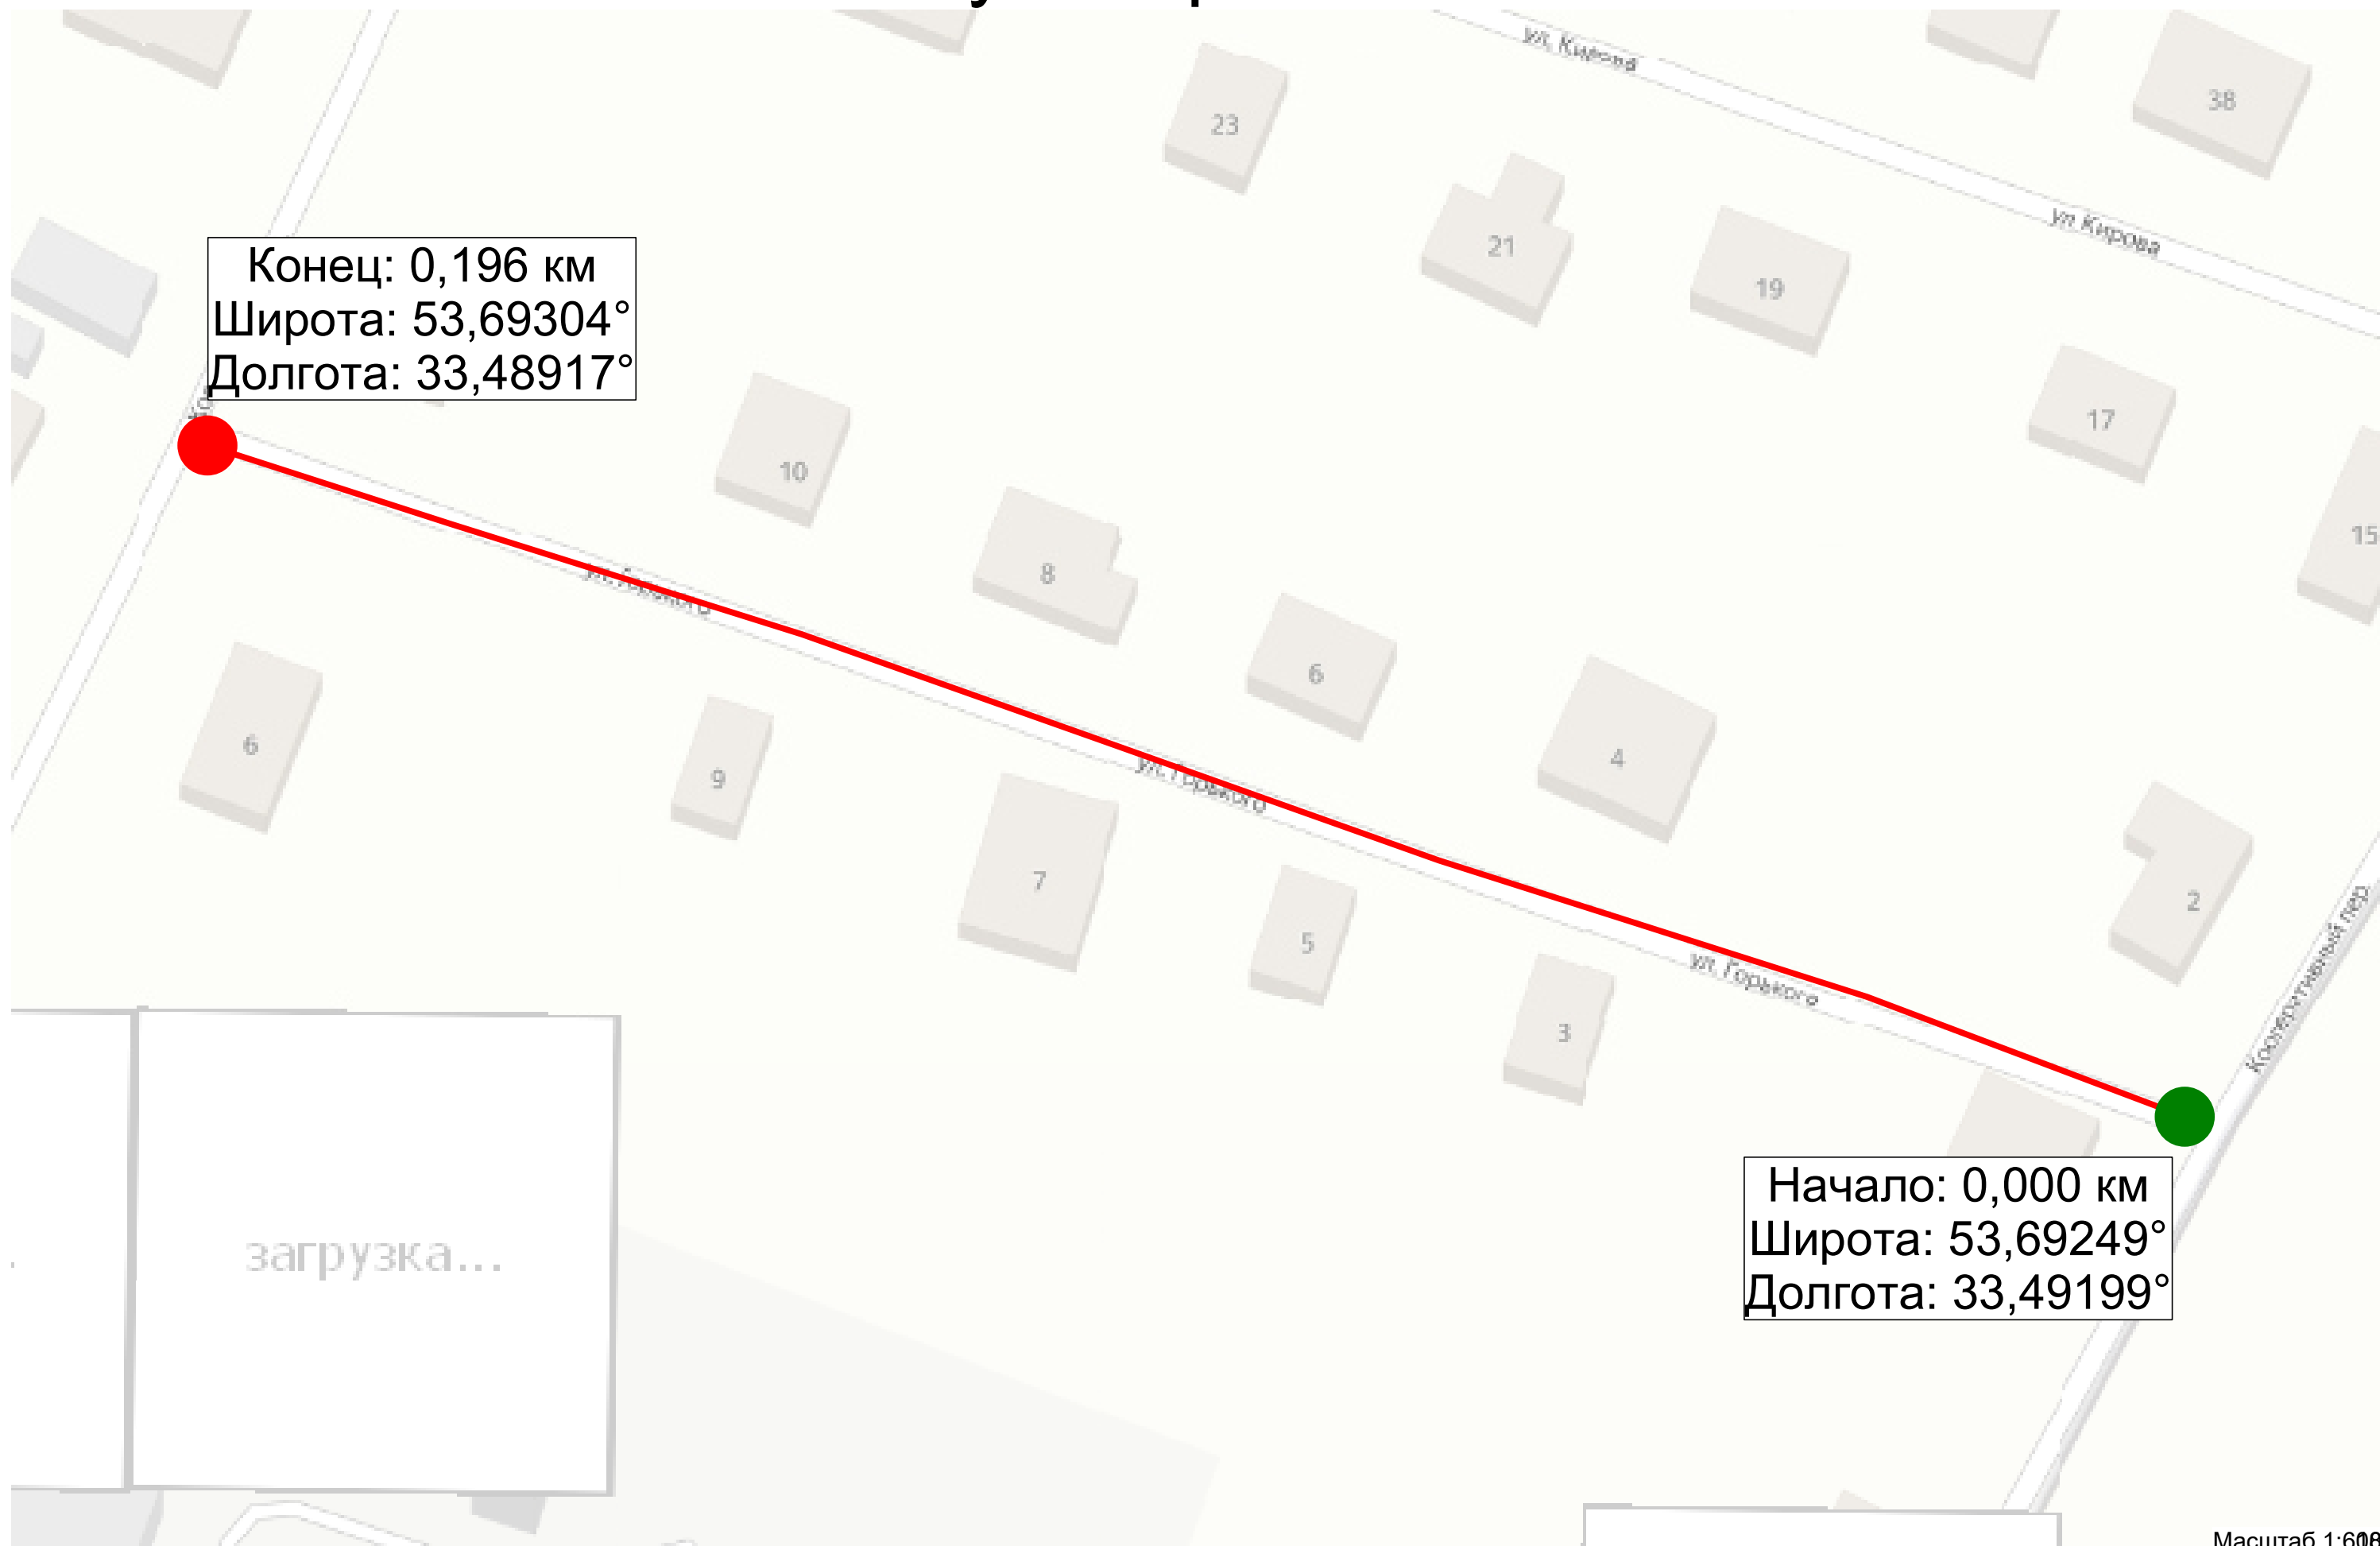 ул. Кирова
38
23
ул. Кирова
21
19
Конец: 0,196 км
Широта: 53,69304°
Долгота: 33,48917°
17
10
15
8
ул. Горького
6
6
4
9
ул. Горького
7
2
5
Кооперативный пер.
ул. Горького
3
Начало: 0,000 км
Широта: 53,69249°
Долгота: 33,49199°
загрузка...
Масштаб